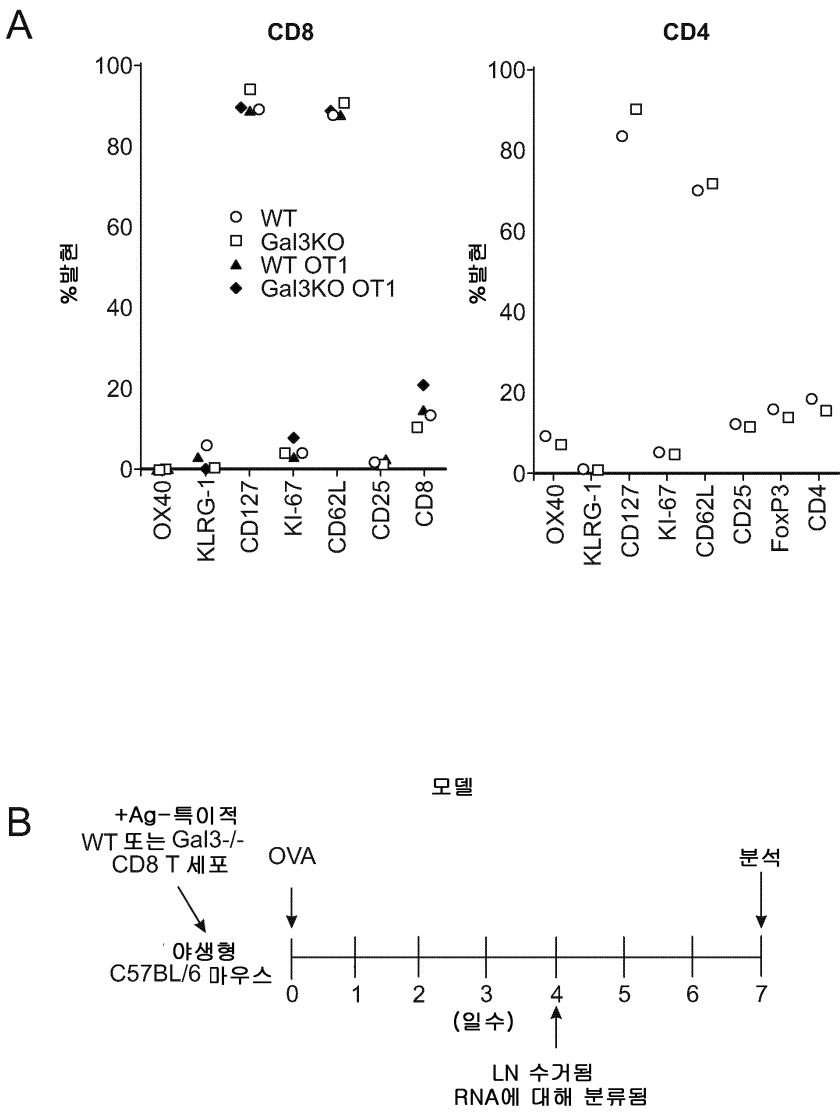 A
CD8
100
80
60
40
20
0
%발현
WT
Gal3KO
WT OT1
Gal3KO OT1
OX40
KLRG-1
CD127
KI-67
CD62L
CD25
CD8
CD4
100
80
60
40
20
0
%발현
OX40
KLRG-1
CD127
KI-67
CD62L
CD25
FoxP3
CD4
B
모델
+Ag-특이적
WT 또는 Gal3-/-
CD8 T 세포
OVA
분석
야생형
C57BL/6 마우스
0 1 2 3 4 5 6 7
(일수)
LN 수거됨
RNA에 대해 분류됨